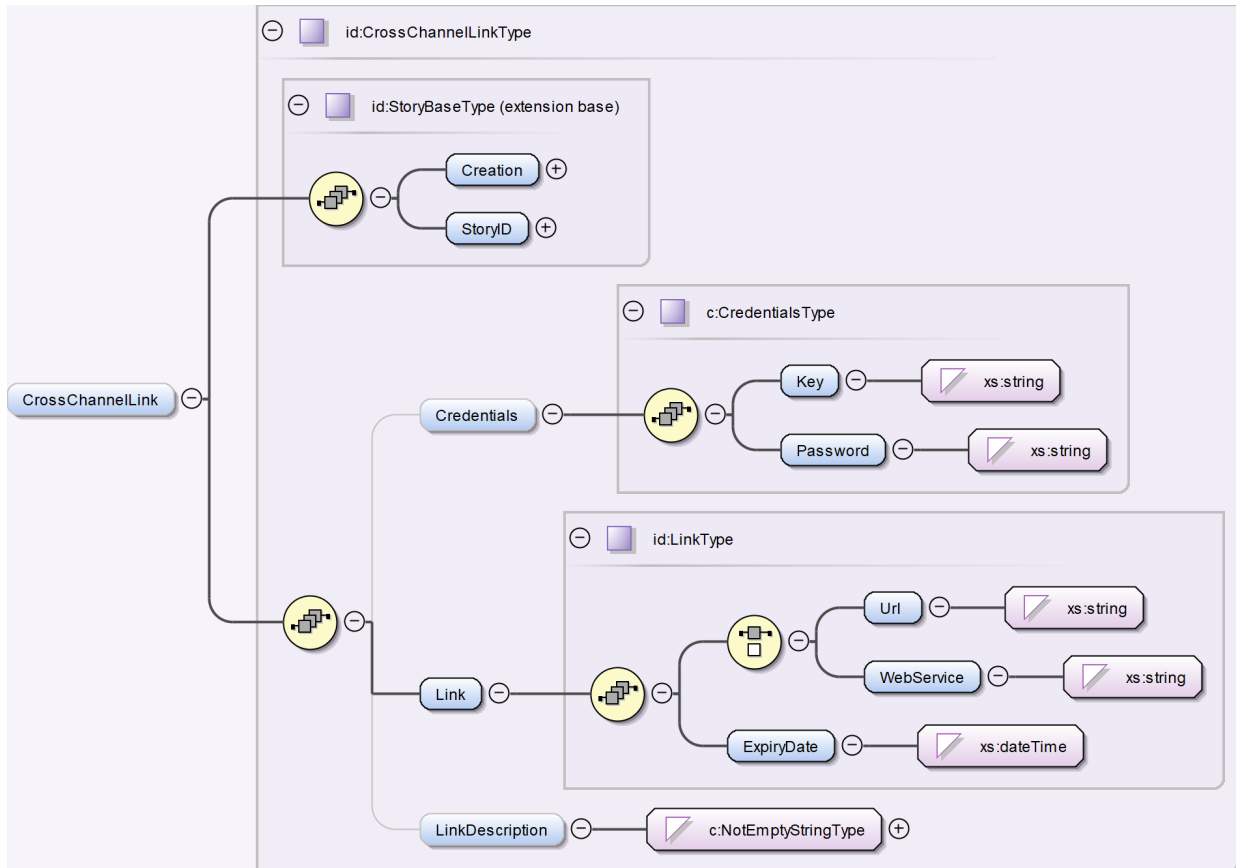 id:CrossChannelLinkType
id:StoryBaseType (extension base)
Creation
StoryID
c:CredentialsType
Key
xs:string
CrossChannelLink
Credentials
Password
xs:string
id:LinkType
Url
xs:string
WebService
xs:string
Link
ExpiryDate
xs:dateTime
LinkDescription
c:NotEmptyStringType